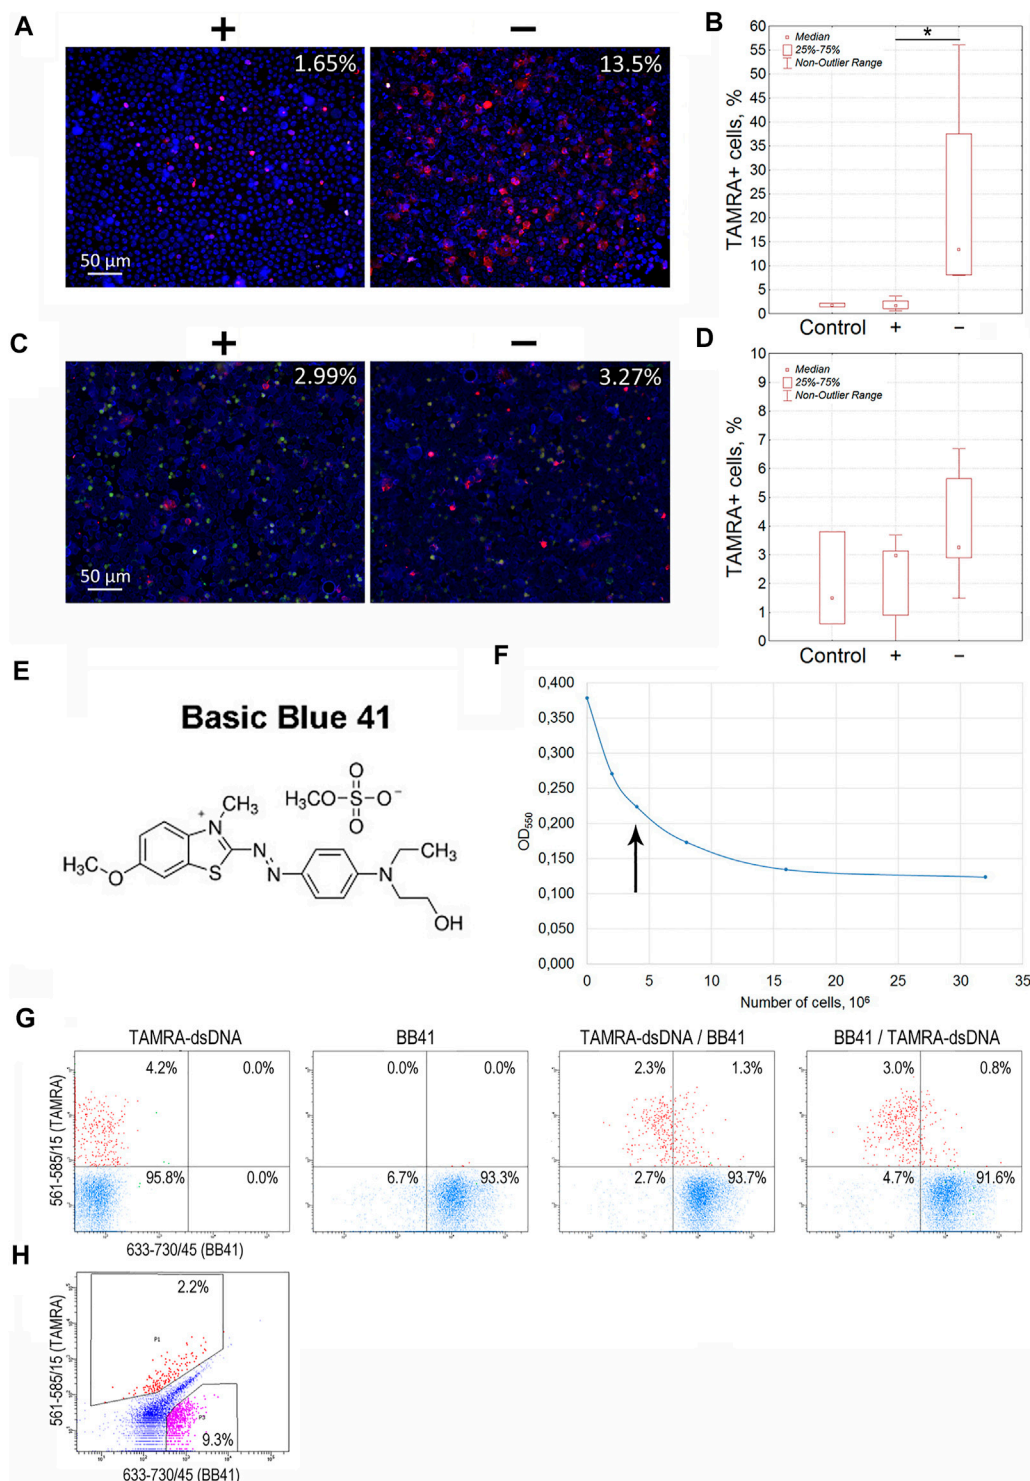 A
+
−
1.65%
13.5%
50 µm
B
60
55
50
45
40
35
30
25
20
15
10
5
0
TAMRA+ cells, %
Median
25%-75%
Non-Outlier Range
*
Control + −
C
+
−
2.99%
3.27%
50 µm
D
10
9
8
7
6
5
4
3
2
1
0
TAMRA+ cells, %
Median
25%-75%
Non-Outlier Range
Control + −
E
Basic Blue 41
O
H₃CO-S-O⁻
O
CH₃
+
N
N
N
S
H₃C
O
CH₃
N
OH
F
0,400
0,350
0,300
0,250
0,200
0,150
0,100
0,050
0,000
OD₅₅₀
0 5 10 15 20 25 30 35
Number of cells, 10⁶
G
TAMRA-dsDNA
4.2% 0.0%
95.8% 0.0%
561-585/15 (TAMRA)
633-730/45 (BB41)
BB41
0.0% 0.0%
6.7% 93.3%
TAMRA-dsDNA / BB41
2.3% 1.3%
2.7% 93.7%
BB41 / TAMRA-dsDNA
3.0% 0.8%
4.7% 91.6%
H
2.2%
P1
P3
9.3%
561-585/15 (TAMRA)
633-730/45 (BB41)